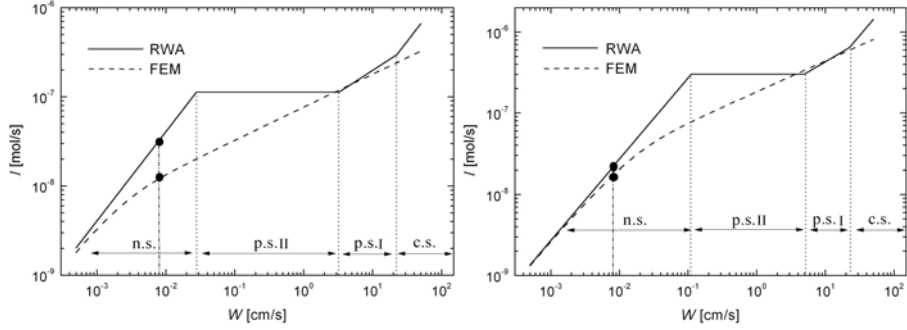 10^-6
RWA
FEM
10^-7
I [mol/s]
10^-8
n.s. p.s.II p.s.I c.s.
10^-9
10^-3 10^-2 10^-1 10^0 10^1 10^2
W [cm/s]
RWA
FEM
10^-6
10^-7
I [mol/s]
10^-8
n.s. p.s.II p.s.I c.s.
10^-9
10^-3 10^-2 10^-1 10^0 10^1 10^2
W [cm/s]